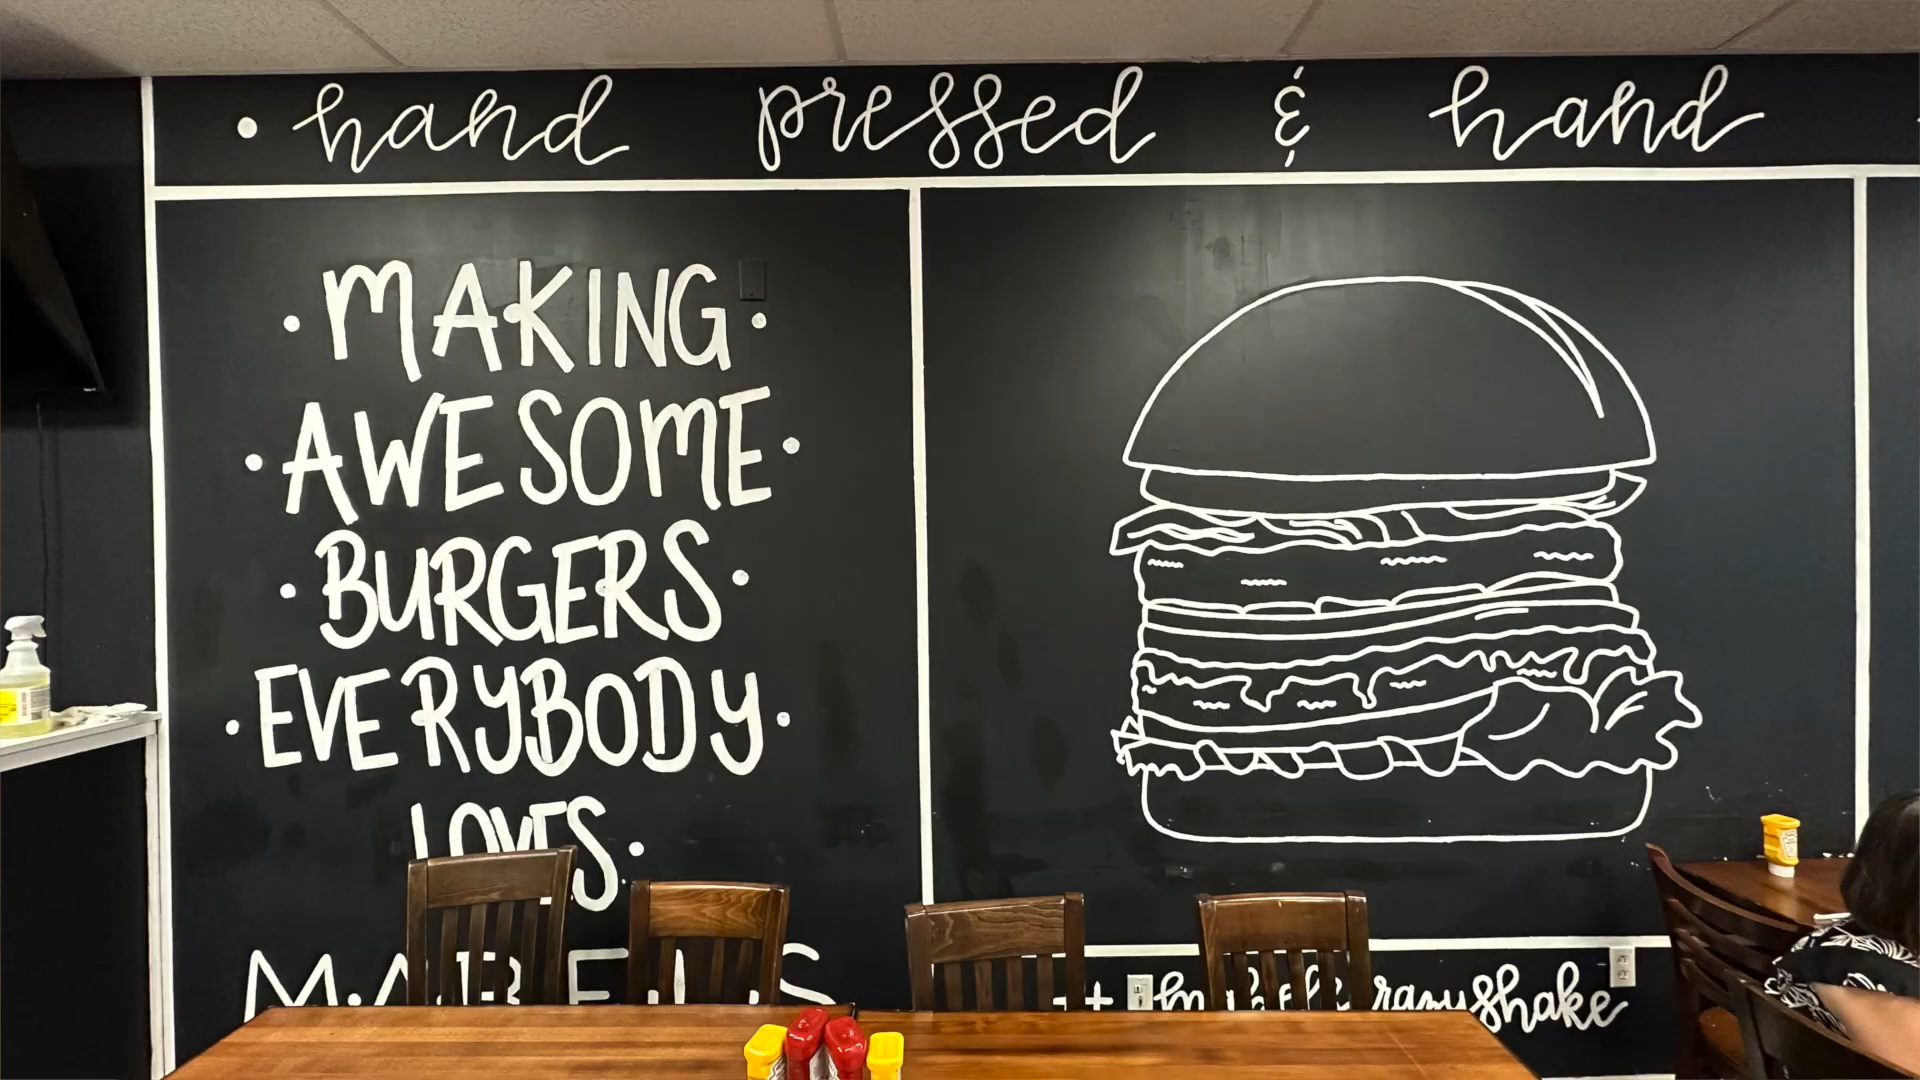 • hand pressed & hand
• MAKING •
• AWESOME •
• BURGERS •
• EVERYBODY •
LOVES •
shake